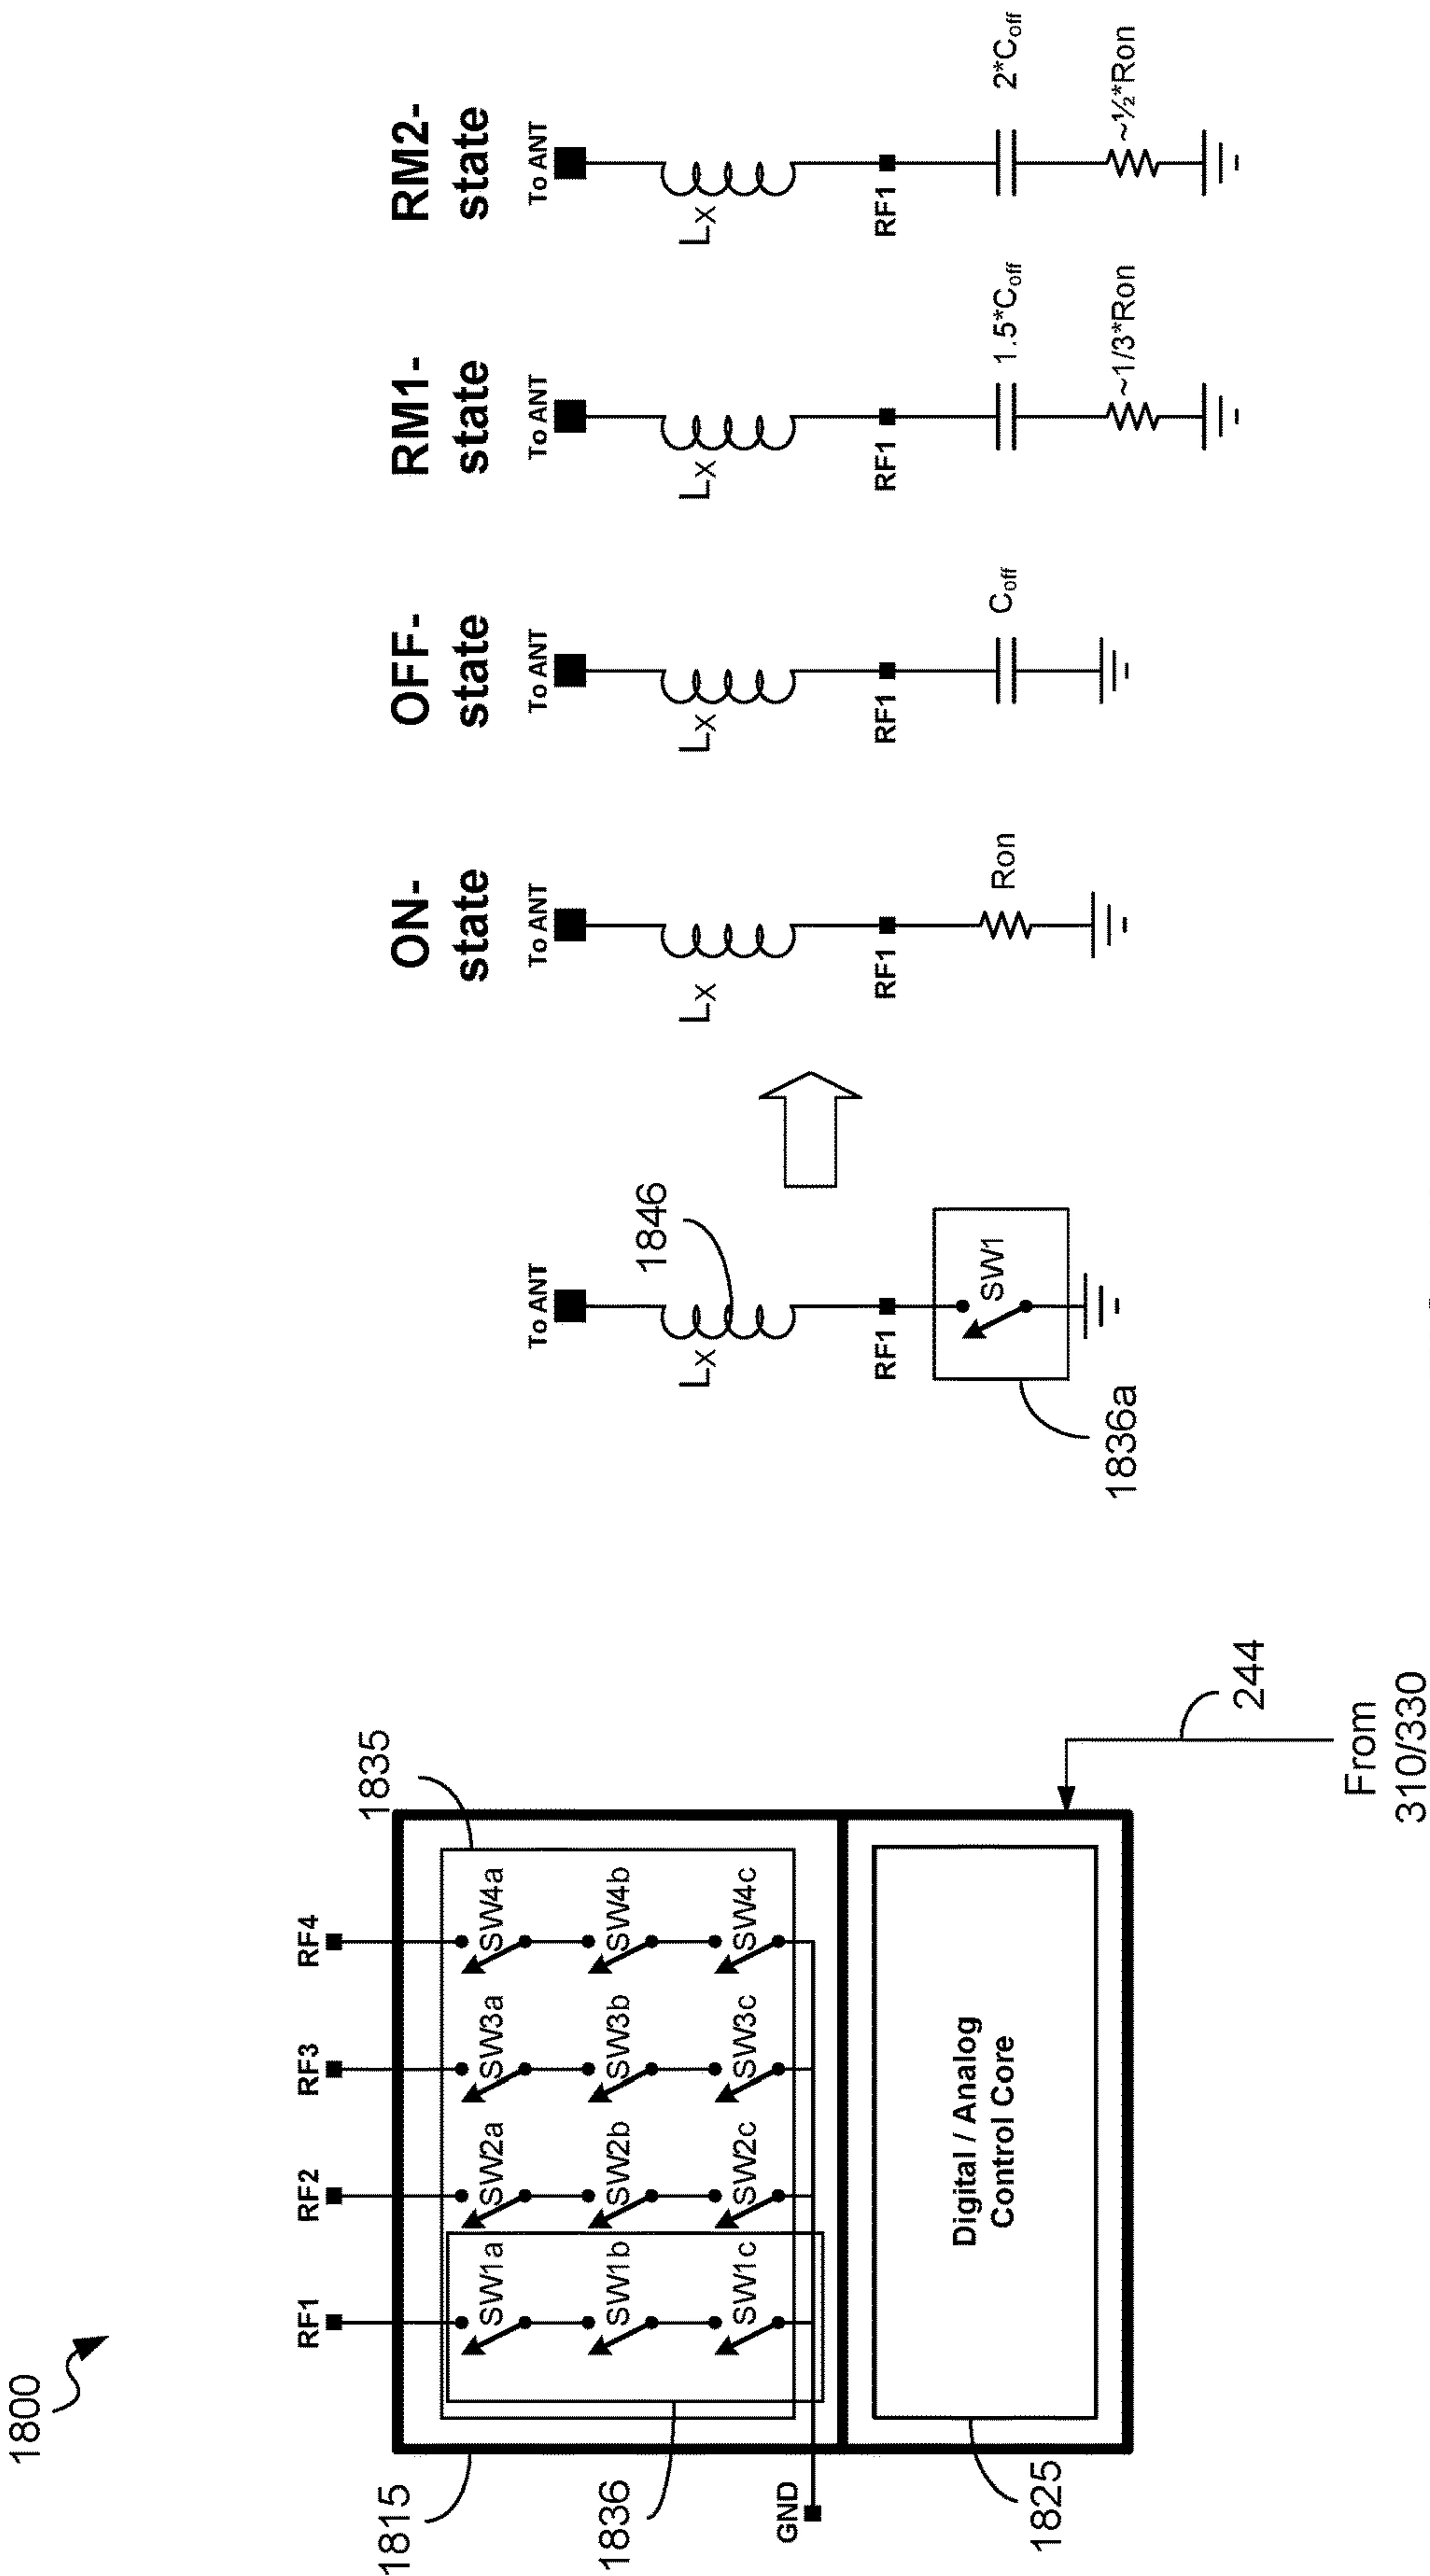 1800
1815
1836
GND
1825
RF1
RF2
RF3
RF4
SW1a
SW2a
SW3a
SW4a
SW1b
SW2b
SW3b
SW4b
SW1c
SW2c
SW3c
SW4c
1835
Digital / Analog
Control Core
244
From
310/330
To ANT
LX
1846
RF1
SW1
1836a
ON-
state
To ANT
LX
RF1
Ron
OFF-
state
To ANT
LX
RF1
Coff
RM1-
state
To ANT
LX
RF1
1.5*Coff
~1/3*Ron
RM2-
state
To ANT
LX
RF1
2*Coff
~½*Ron